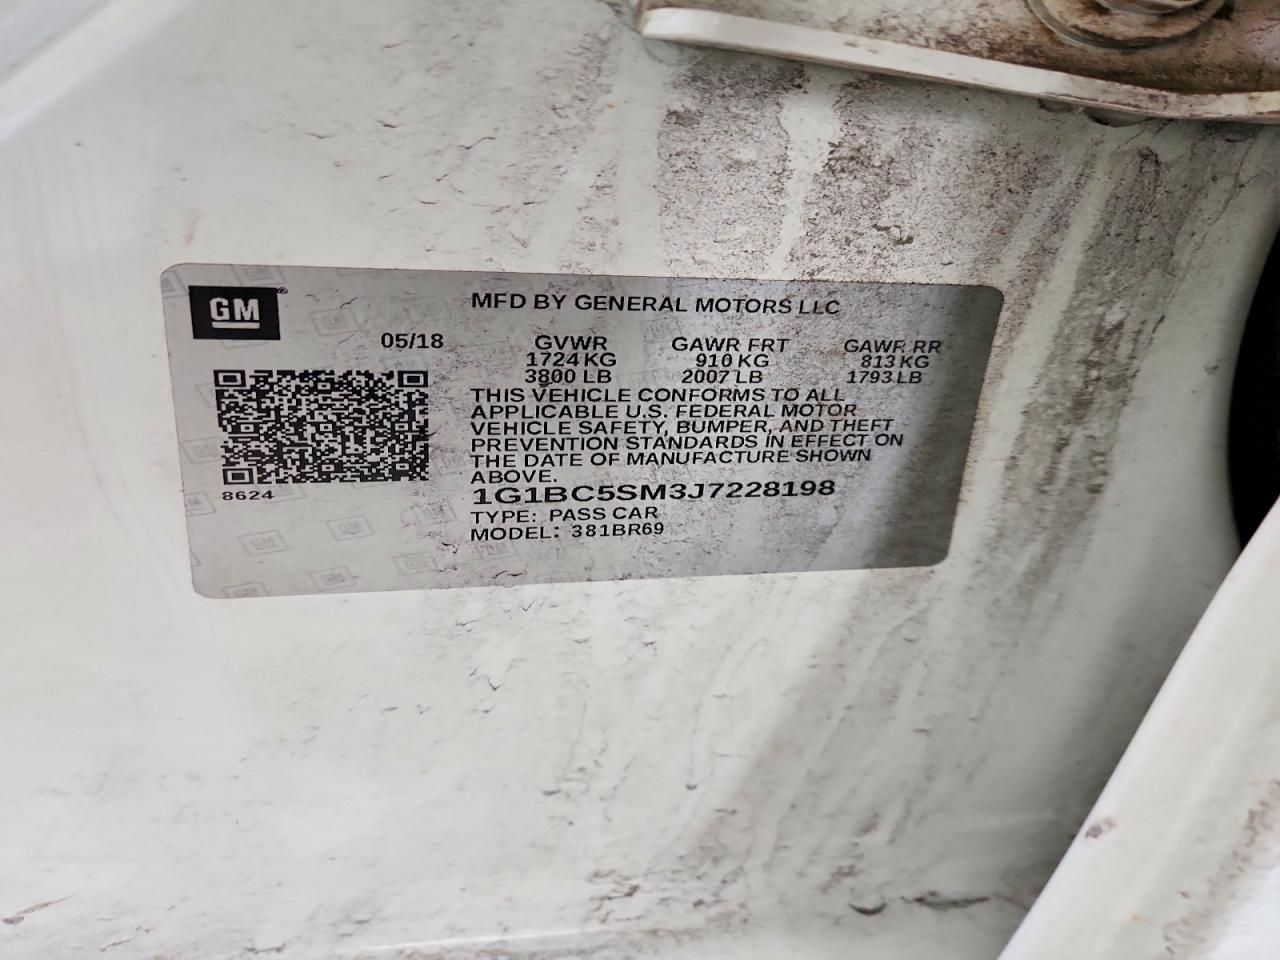 GM
MFD BY GENERAL MOTORS LLC
05/18 GVWR GAWR FRT GAWR RR
1724 KG 910 KG 813 KG
3800 LB 2007 LB 1793 LB
THIS VEHICLE CONFORMS TO ALL
APPLICABLE U.S. FEDERAL MOTOR
VEHICLE SAFETY, BUMPER, AND THEFT
PREVENTION STANDARDS IN EFFECT ON
THE DATE OF MANUFACTURE SHOWN
ABOVE.
8624
1G1BC5SM3J7228198
TYPE: PASS CAR
MODEL: 381BR69